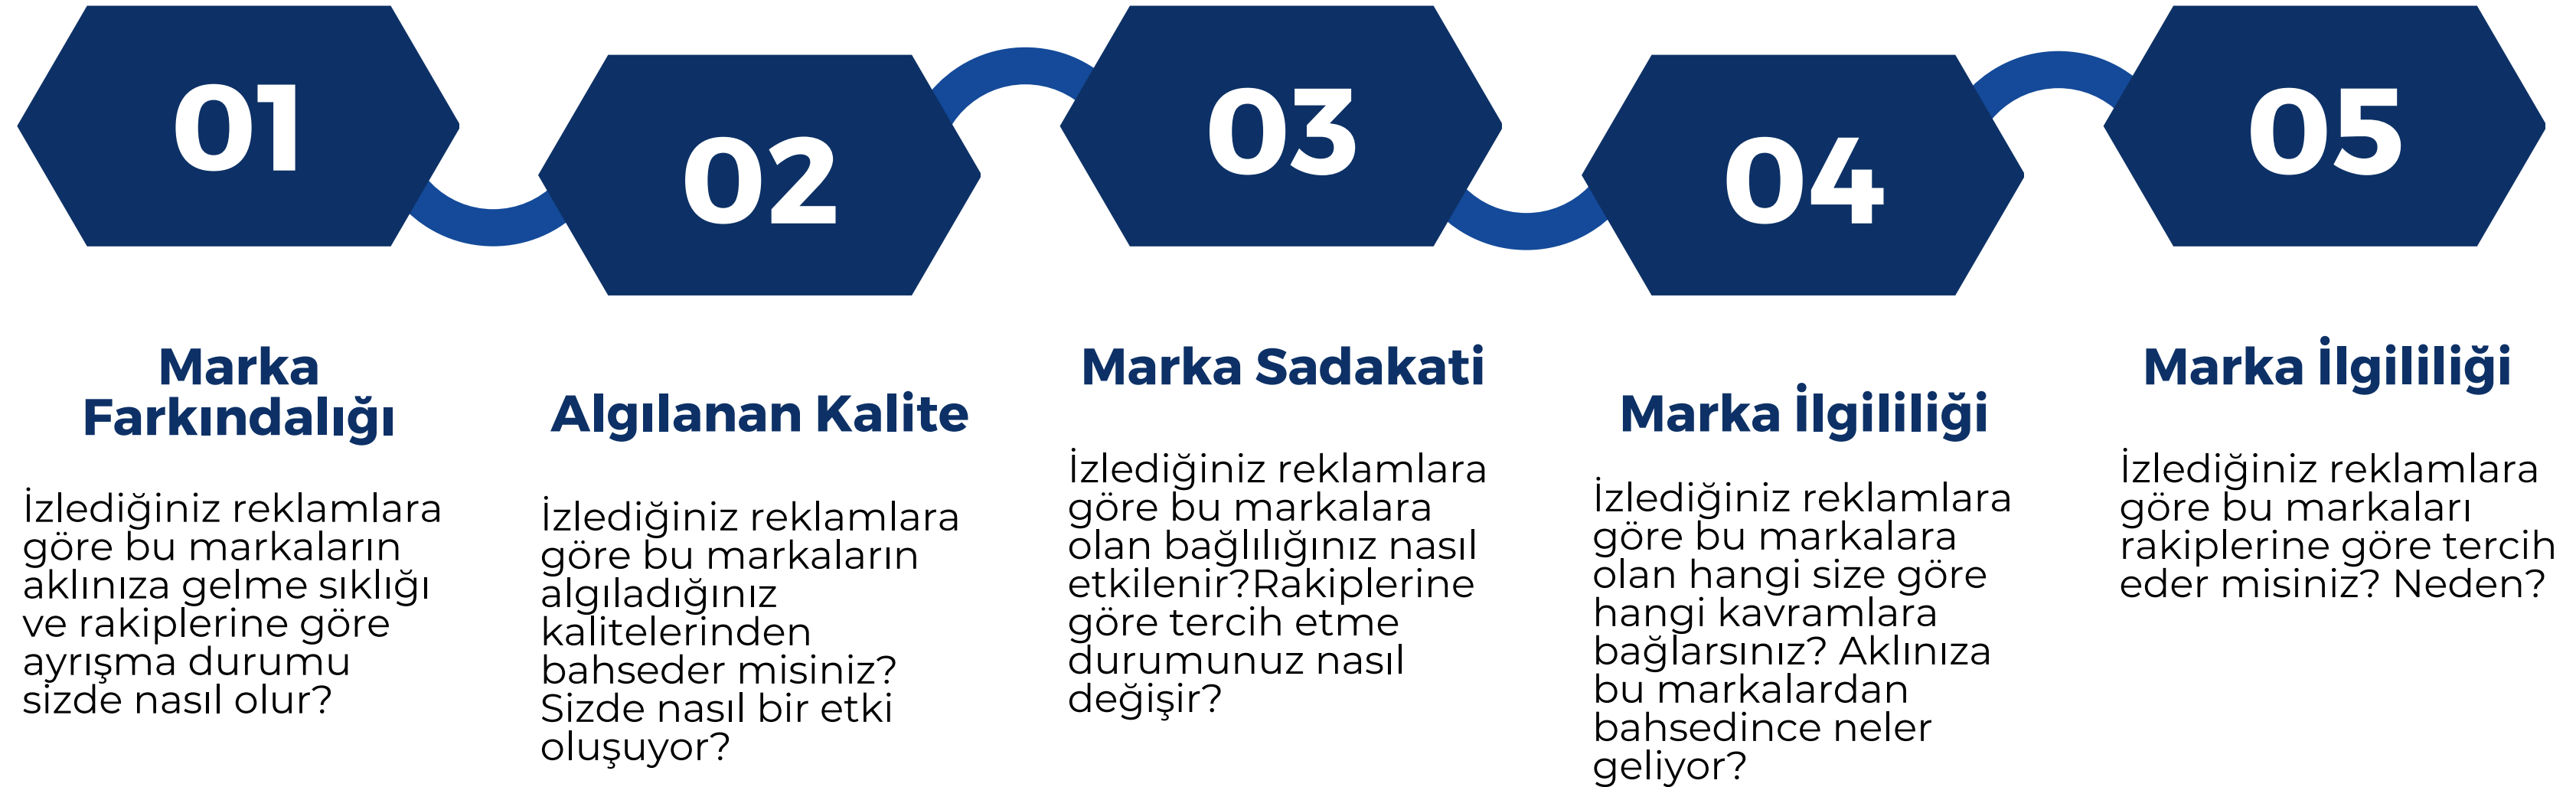 01
02
03
04
05
Marka
Farkındalığı
İzlediğiniz reklamlara
göre bu markaların
aklınıza gelme sıklığı
ve rakiplerine göre
ayrışma durumu
sizde nasıl olur?
Algılanan Kalite
İzlediğiniz reklamlara
göre bu markaların
algıladığınız
kalitelerinden
bahseder misiniz?
Sizde nasıl bir etki
oluşuyor?
Marka Sadakati
İzlediğiniz reklamlara
göre bu markalara
olan bağlılığınız nasıl
etkilenir?Rakiplerine
göre tercih etme
durumunuz nasıl
değişir?
Marka İlgililiği
İzlediğiniz reklamlara
göre bu markalara
olan hangi size göre
hangi kavramlara
bağlarsınız? Aklınıza
bu markalardan
bahsedince neler
geliyor?
Marka İlgililiği
İzlediğiniz reklamlara
göre bu markaları
rakiplerine göre tercih
eder misiniz? Neden?